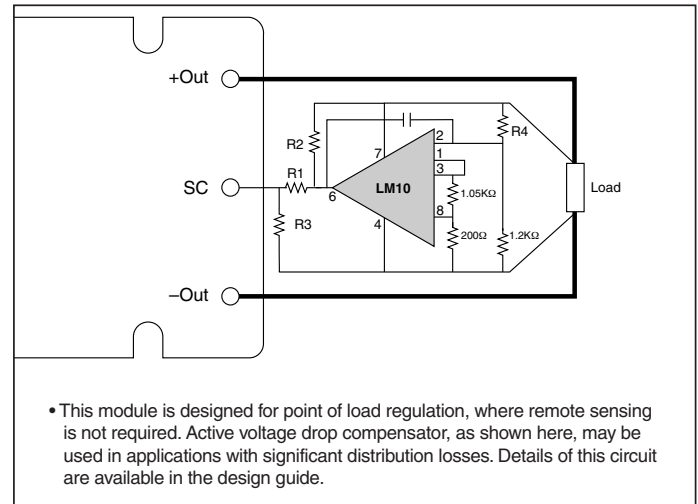 +Out
R2
2
R4
7
1
3
SC
R1
LM10
Load
6
1.05KΩ
R3
8
4
200Ω
1.2KΩ
–Out
• This module is designed for point of load regulation, where remote sensing
is not required. Active voltage drop compensator, as shown here, may be
used in applications with significant distribution losses. Details of this circuit
are available in the design guide.